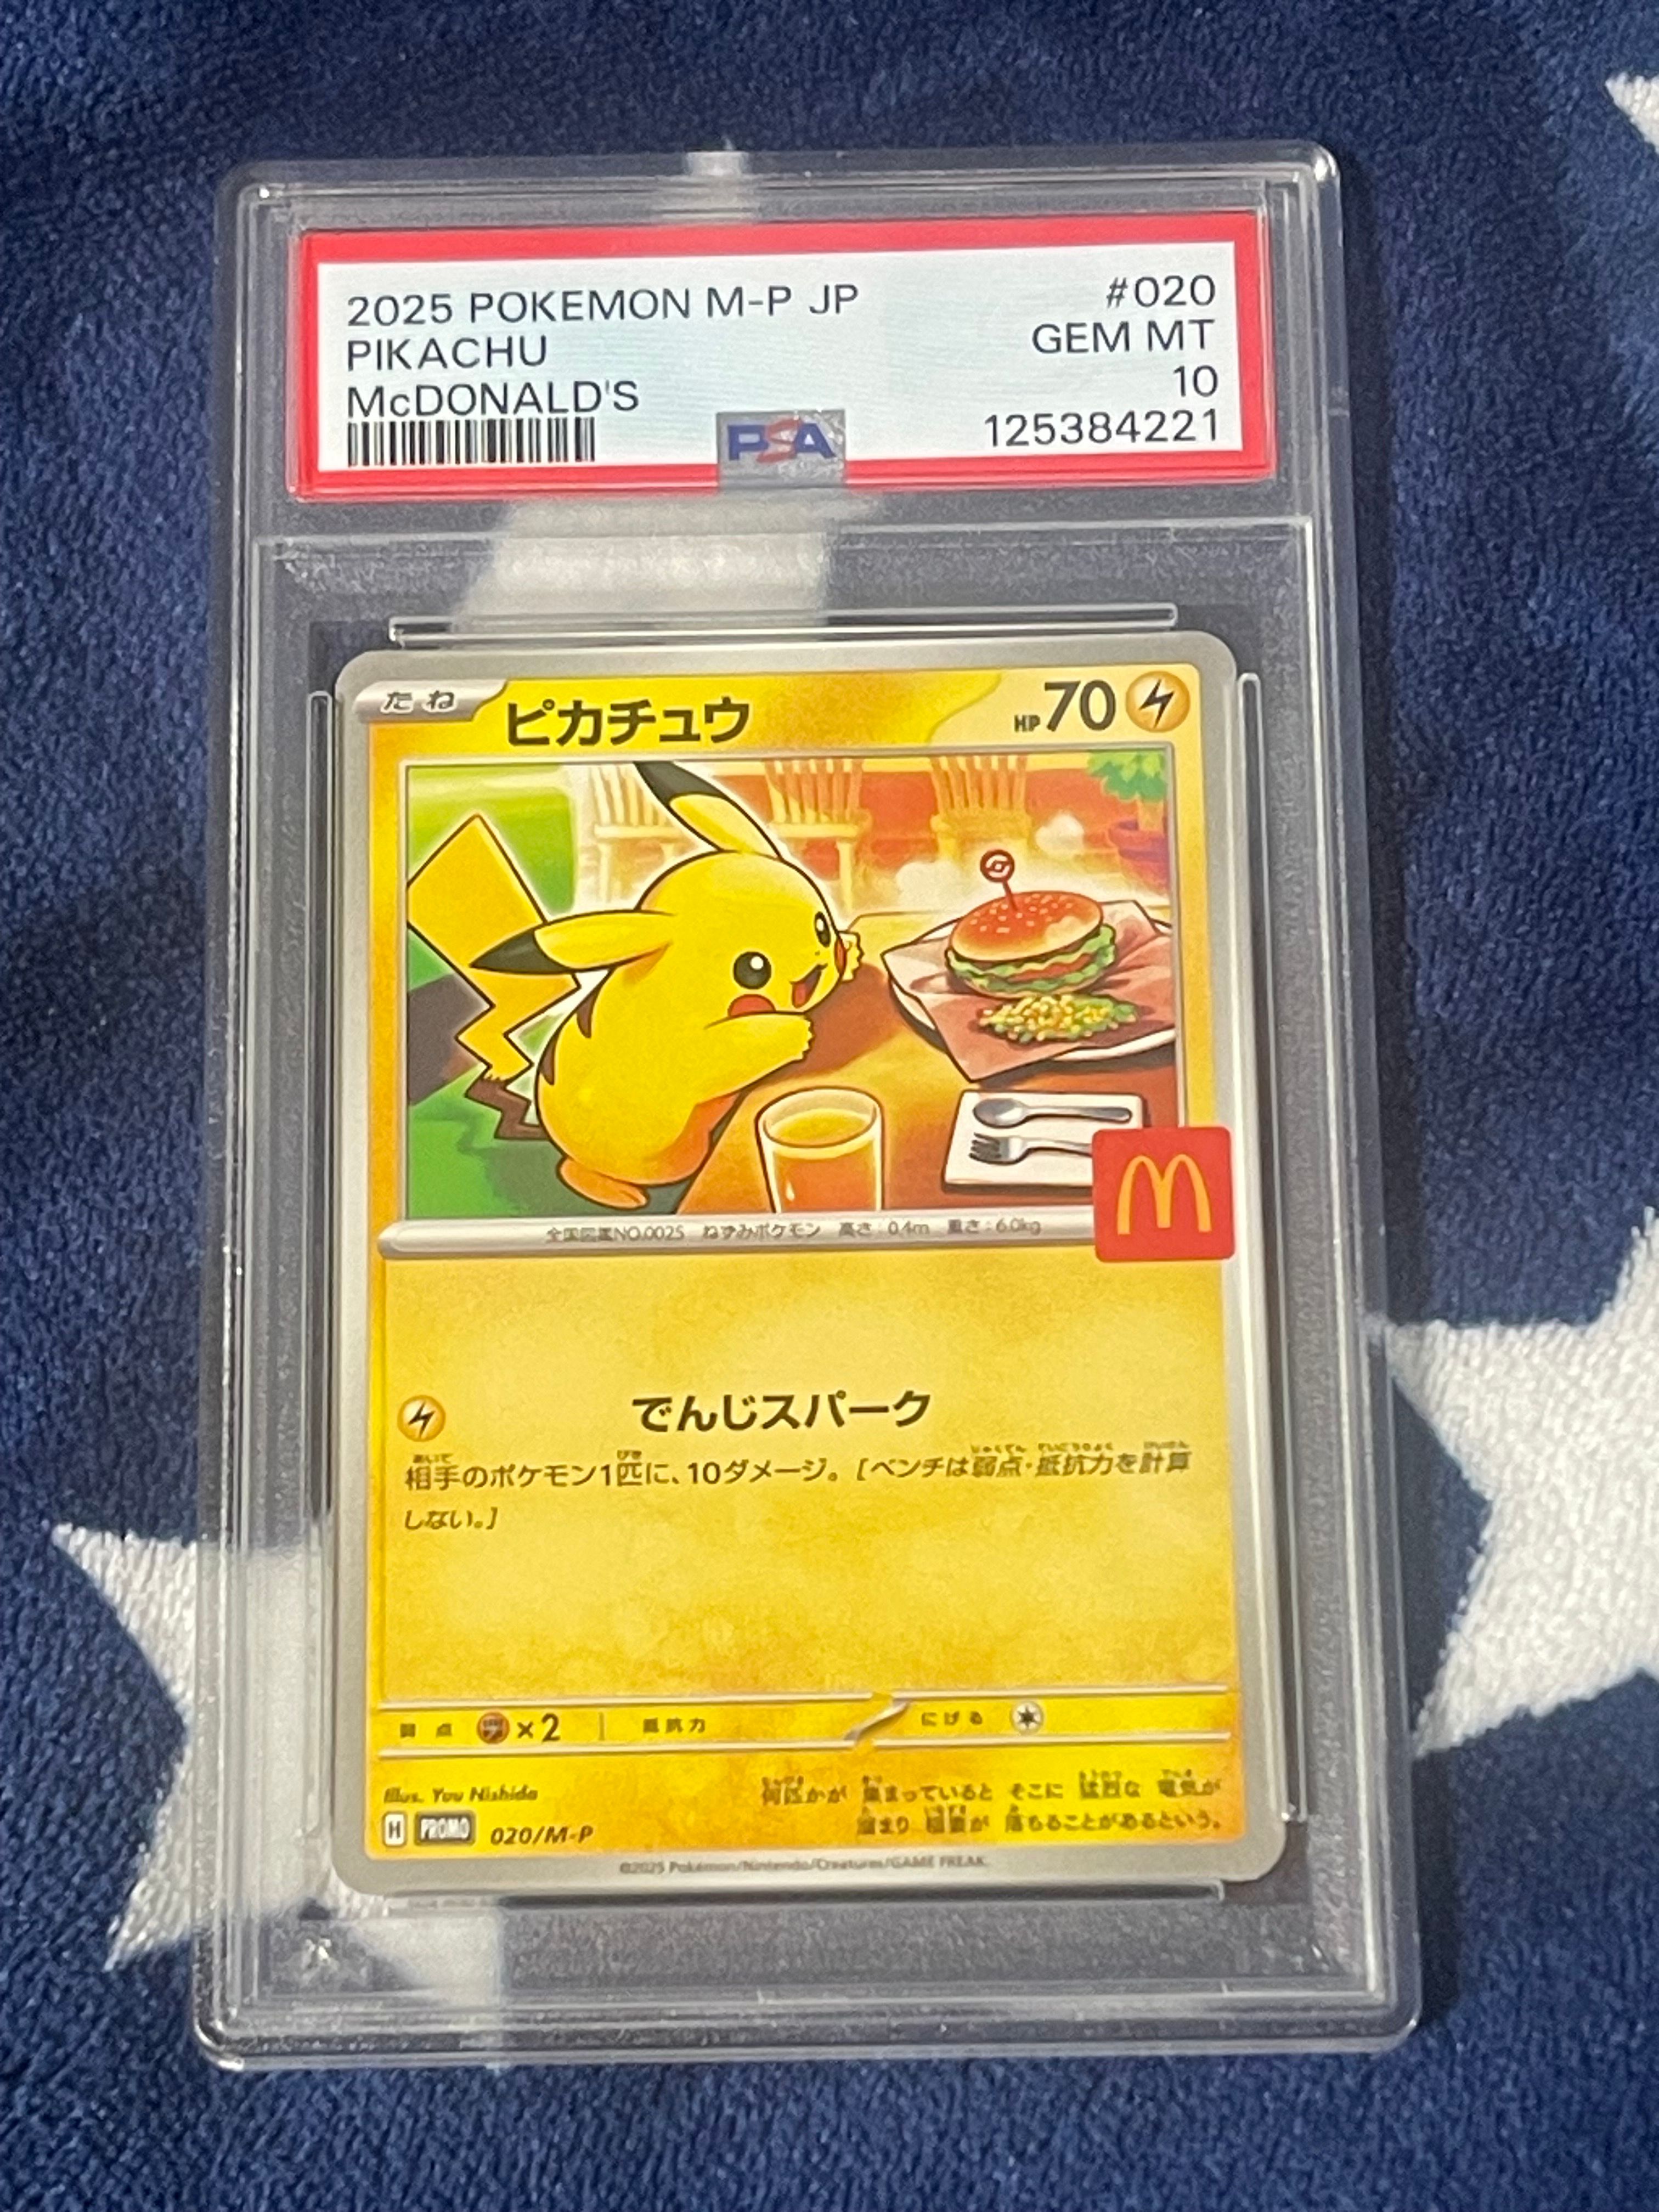 2025 POKEMON M-P JP #020
PIKACHU GEM MT
McDONALD'S 10
PSA 125384221
たね ピカチュウ HP70
全国図鑑NO.0025 ねずみポケモン 高さ:0.4m 重さ:6.0kg
M
でんじスパーク
相手のポケモン1匹に、10ダメージ。[ベンチは弱点・抵抗力を計算
しない。]
弱点 ×2 抵抗力 にげる
Illus. Yuu Nishida
何匹かが 集まっていると そこに 猛烈な 電気が
溜まり 稲妻が 落ちることがあるという。
H PROMO 020/M-P
©2025 Pokémon/Nintendo/Creatures/GAME FREAK.